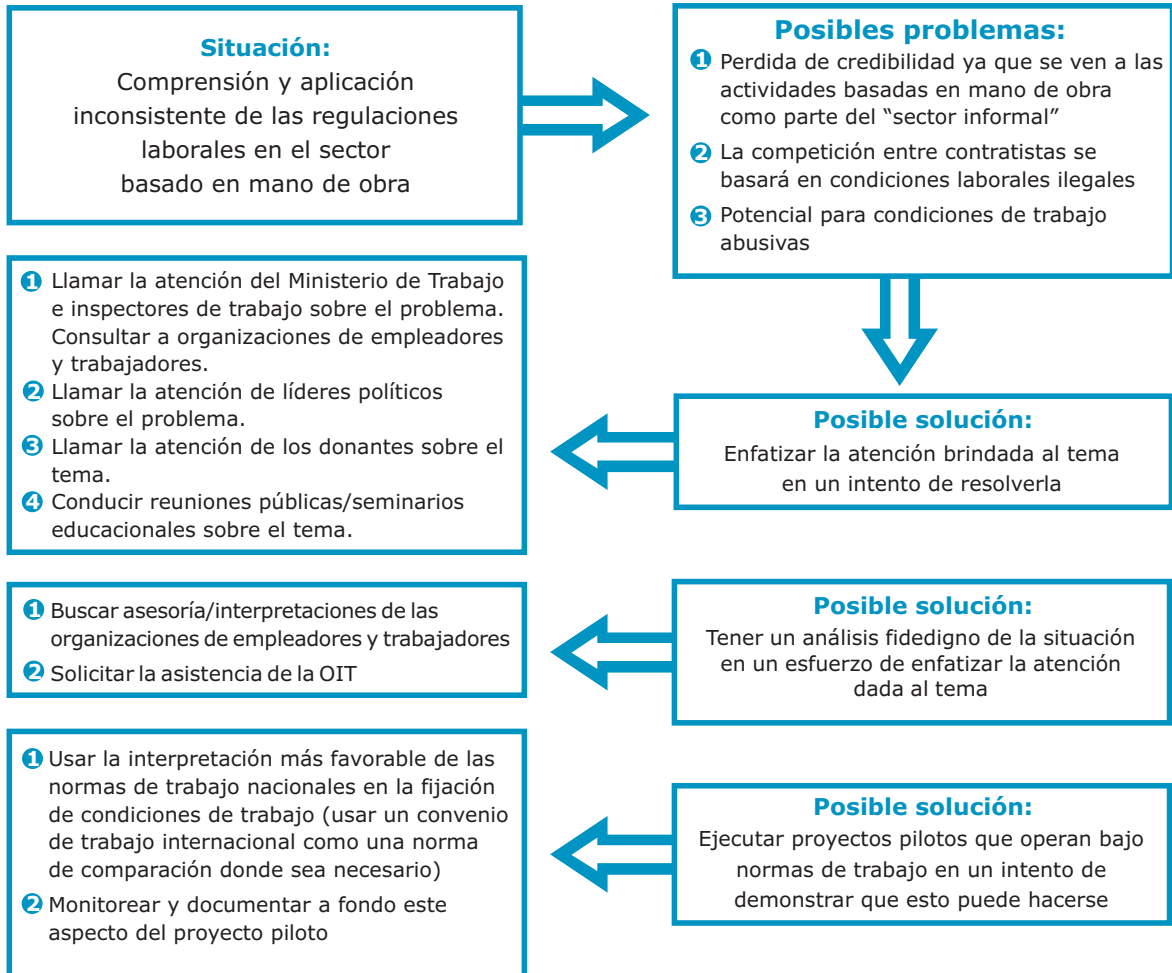 Situación:
Comprensión y aplicación
inconsistente de las regulaciones
laborales en el sector
basado en mano de obra
Posibles problemas:
1 Perdida de credibilidad ya que se ven a las
actividades basadas en mano de obra
como parte del “sector informal”
2 La competición entre contratistas se
basará en condiciones laborales ilegales
3 Potencial para condiciones de trabajo
abusivas
Posible solución:
Enfatizar la atención brindada al tema
en un intento de resolverla
1 Llamar la atención del Ministerio de Trabajo
e inspectores de trabajo sobre el problema.
Consultar a organizaciones de empleadores
y trabajadores.
2 Llamar la atención de líderes políticos
sobre el problema.
3 Llamar la atención de los donantes sobre el
tema.
4 Conducir reuniones públicas/seminarios
educacionales sobre el tema.
Posible solución:
Tener un análisis fidedigno de la situación
en un esfuerzo de enfatizar la atención
dada al tema
1 Buscar asesoría/interpretaciones de las
organizaciones de empleadores y trabajadores
2 Solicitar la asistencia de la OIT
Posible solución:
Ejecutar proyectos pilotos que operan bajo
normas de trabajo en un intento de
demostrar que esto puede hacerse
1 Usar la interpretación más favorable de las
normas de trabajo nacionales en la fijación
de condiciones de trabajo (usar un convenio
de trabajo internacional como una norma
de comparación donde sea necesario)
2 Monitorear y documentar a fondo este
aspecto del proyecto piloto